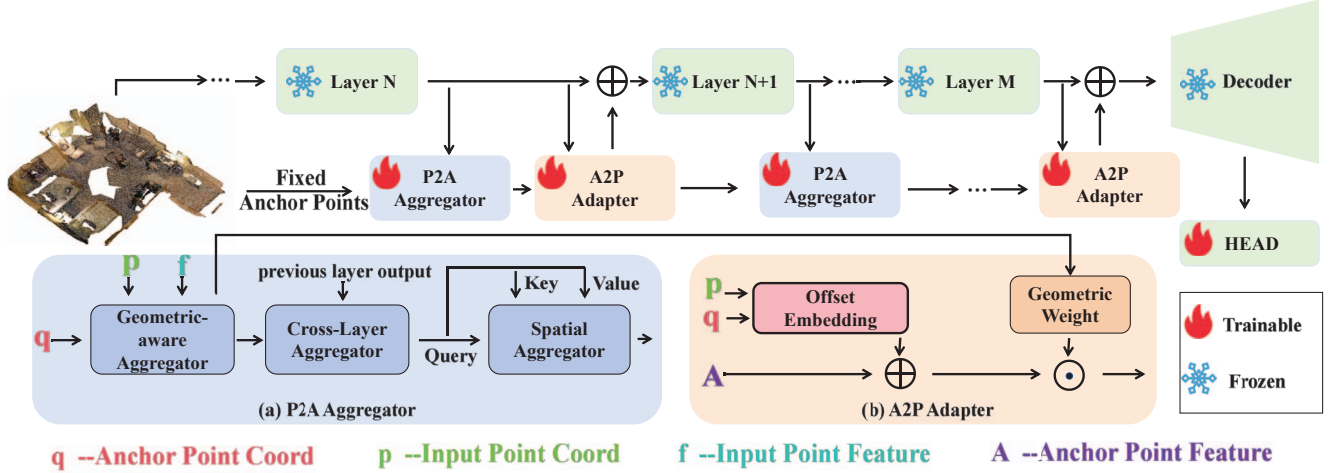 Layer N
Layer N+1
Layer M
Decoder
Fixed
Anchor Points
P2A
Aggregator
A2P
Adapter
P2A
Aggregator
A2P
Adapter
HEAD
p
f
previous layer output
Key
Value
q
Geometric-
aware
Aggregator
Cross-Layer
Aggregator
Query
Spatial
Aggregator
(a) P2A Aggregator
p
q
Offset
Embedding
Geometric
Weight
A
(b) A2P Adapter
Trainable
Frozen
q --Anchor Point Coord
p --Input Point Coord
f --Input Point Feature
A --Anchor Point Feature